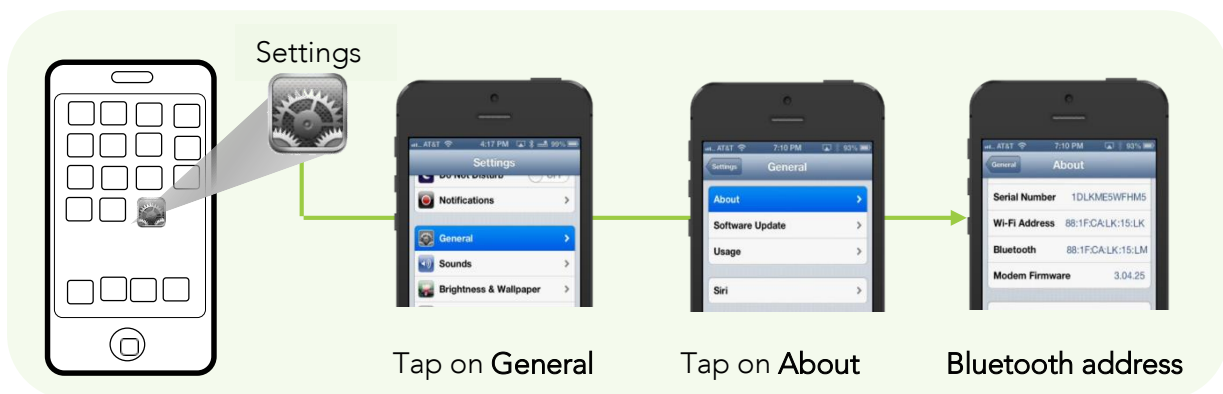 Settings
AT&T 4:17 PM 99%
Settings
Do Not Disturb OFF
Notifications
General
Sounds
Brightness & Wallpaper
Tap on General
AT&T 7:10 PM 93%
Settings General
About
Software Update
Usage
Siri
Tap on About
AT&T 7:10 PM 93%
General About
Serial Number 1DLKME5WFHM5
Wi-Fi Address 88:1F:CA:LK:15:LK
Bluetooth 88:1F:CA:LK:15:LM
Modem Firmware 3.04.25
Bluetooth address